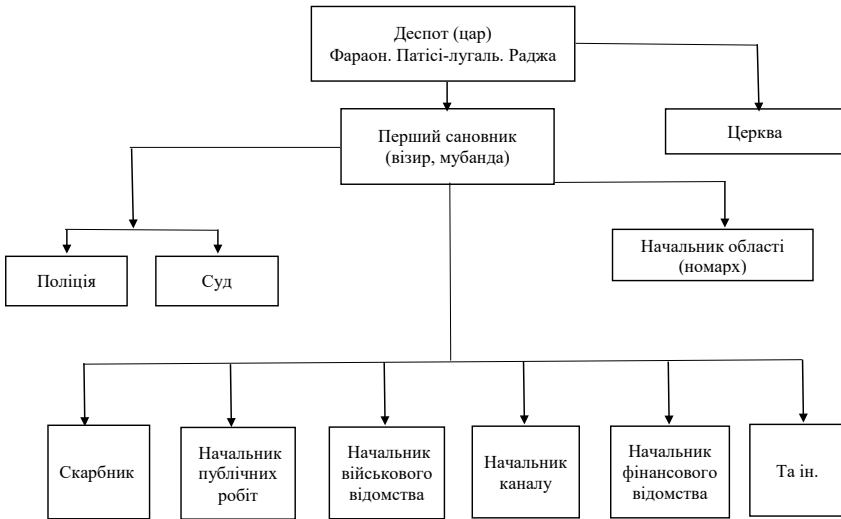 Деспот (цар)
Фараон. Патісі-лугаль. Раджа
Перший сановник
(візир, мубанда)
Церква
Начальник області
(номарх)
Поліція
Суд
Скарбник
Начальник
публічних
робіт
Начальник
військового
відомства
Начальник
каналу
Начальник
фінансового
відомства
Та ін.